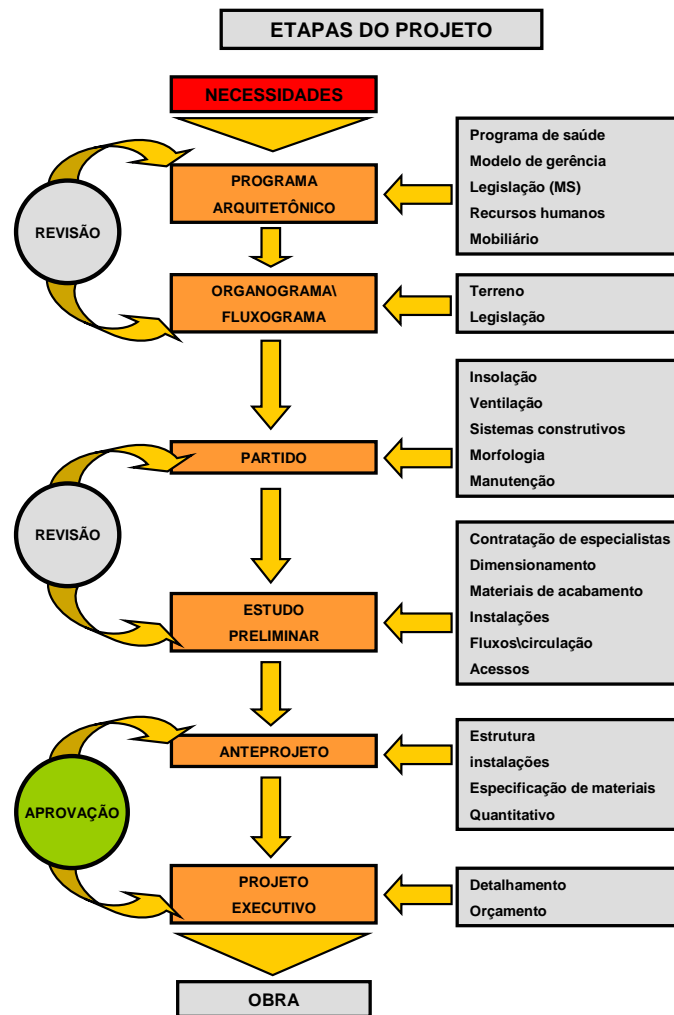 ETAPAS DO PROJETO
NECESSIDADES
PROGRAMA
ARQUITETÔNICO
Programa de saúde
Modelo de gerência
Legislação (MS)
Recursos humanos
Mobiliário
REVISÃO
ORGANOGRAMA\
FLUXOGRAMA
Terreno
Legislação
PARTIDO
Insolação
Ventilação
Sistemas construtivos
Morfologia
Manutenção
REVISÃO
ESTUDO
PRELIMINAR
Contratação de especialistas
Dimensionamento
Materiais de acabamento
Instalações
Fluxos\circulação
Acessos
ANTEPROJETO
Estrutura
instalações
Especificação de materiais
Quantitativo
APROVAÇÃO
PROJETO
EXECUTIVO
Detalhamento
Orçamento
OBRA